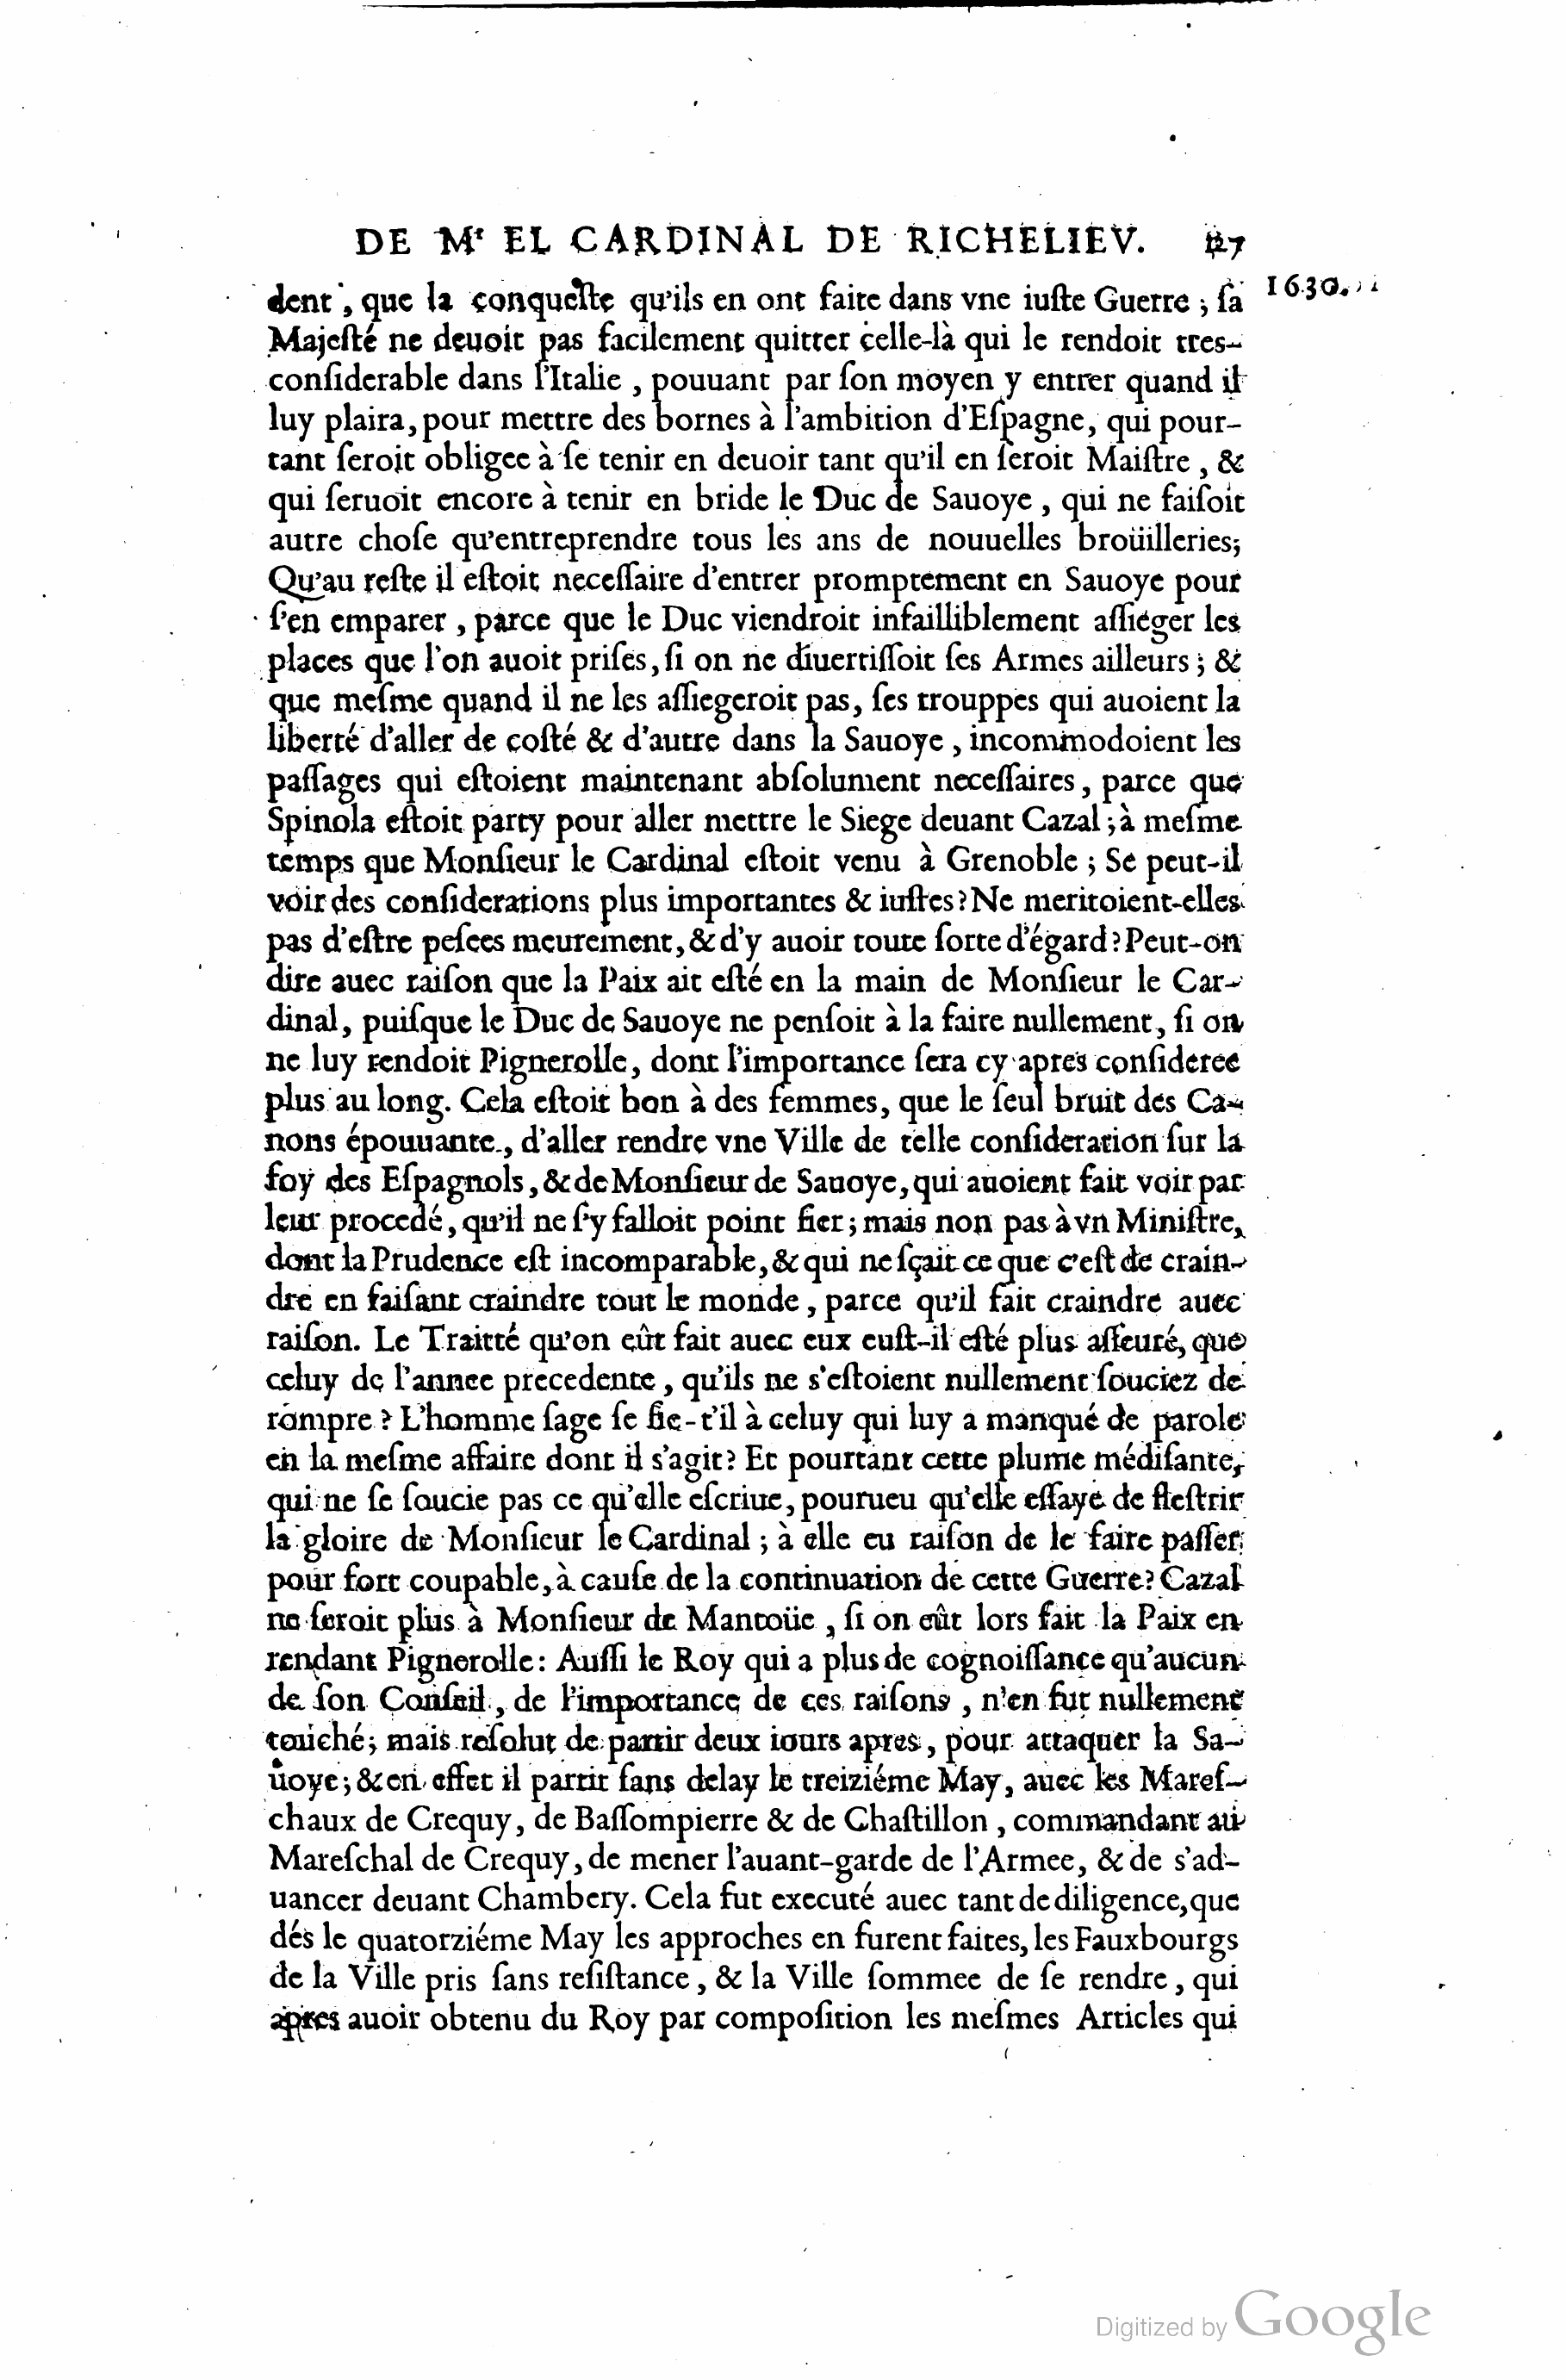 DE Mr EL CARDINAL DE RICHELIEV. 127
1630.
dent, que la conqueſte qu'ils en ont faite dans vne iuſte Guerre ; ſa
Majeſté ne deuoit pas facilement quitter celle-là qui le rendoit tres-
conſiderable dans l'Italie , pouuant par ſon moyen y entrer quand il
luy plaira, pour mettre des bornes à l'ambition d'Eſpagne, qui pour-
tant ſeroit obligee à ſe tenir en deuoir tant qu'il en ſeroit Maiſtre , &
qui ſeruoit encore à tenir en bride le Duc de Sauoye , qui ne faiſoit
autre choſe qu'entreprendre tous les ans de nouuelles broüilleries;
Qu'au reſte il eſtoit neceſſaire d'entrer promptement en Sauoye pour
ſ'en emparer , parce que le Duc viendroit infailliblement aſſiéger les
places que l'on auoit priſes, ſi on ne diuertiſſoit ſes Armes ailleurs ; &
que meſme quand il ne les aſſiegeroit pas, ſes trouppes qui auoient la
liberté d'aller de coſté & d'autre dans la Sauoye , incommodoient les
paſſages qui eſtoient maintenant abſolument neceſſaires, parce que
Spinola eſtoit party pour aller mettre le Siege deuant Cazal ; à meſme
temps que Monſieur le Cardinal eſtoit venu à Grenoble ; Se peut-il
voir des conſiderations plus importantes & iuſtes ? Ne meritoient-elles
pas d'eſtre peſees meurement, & d'y auoir toute ſorte d'égard ? Peut-on
dire auec raiſon que la Paix ait eſté en la main de Monſieur le Car-
dinal, puiſque le Duc de Sauoye ne penſoit à la faire nullement, ſi on
ne luy rendoit Pignerolle, dont l'importance ſera cy apres conſideree
plus au long. Cela eſtoit bon à des femmes, que le ſeul bruit des Ca-
nons épouuante, d'aller rendre vne Ville de telle conſideration ſur la
foy des Eſpagnols, & de Monſieur de Sauoye, qui auoient fait voir par
leur procedé, qu'il ne ſ'y falloit point fier ; mais non pas à vn Miniſtre,
dont la Prudence eſt incomparable, & qui ne ſçait ce que c'eſt de crain-
dre en faiſant craindre tout le monde , parce qu'il fait craindre auec
raiſon. Le Traitté qu'on eût fait auec eux euſt-il eſté plus aſſeuré, que
celuy de l'annee precedente , qu'ils ne s'eſtoient nullement ſouciez de
rompre ? L'homme ſage ſe fie-t'il à celuy qui luy a manqué de parole
en la meſme affaire dont il s'agit ? Et pourtant cette plume médiſante,
qui ne ſe ſoucie pas ce qu'elle eſcriue, pourueu qu'elle eſſaye de fleſtrir
la gloire de Monſieur le Cardinal ; à elle eu raiſon de le faire paſſer
pour fort coupable, à cauſe de la continuation de cette Guerre ? Cazal
ne ſeroit plus à Monſieur de Mantoüe , ſi on eût lors fait la Paix en
rendant Pignerolle : Auſſi le Roy qui a plus de cognoiſſance qu'aucun
de ſon Conſeil, de l'importance de ces raiſons , n'en fut nullement
touché ; mais reſolut de partir deux iours apres, pour attaquer la Sa-
uoye ; & en effet il partit ſans delay le treiziéme May, auec les Mareſ-
chaux de Crequy, de Baſſompierre & de Chaſtillon , commandant au
Mareſchal de Crequy, de mener l'auant-garde de l'Armee, & de s'ad-
uancer deuant Chambery. Cela fut executé auec tant de diligence, que
dés le quatorziéme May les approches en furent faites, les Fauxbourgs
de la Ville pris ſans reſiſtance, & la Ville ſommee de ſe rendre, qui
apres auoir obtenu du Roy par compoſition les meſmes Articles qui
Digitized by Google